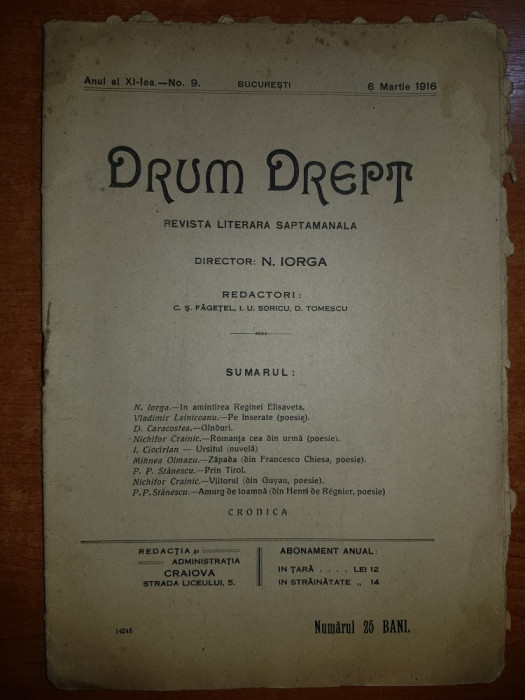 Anul al XI-lea.—No. 9. BUCUREȘTI 6 Martie 1916
DRUM DREPT
REVISTA LITERARA SAPTAMANALA
DIRECTOR: N. IORGA
REDACTORI:
C. Ș. FĂGEȚEL, I. U. SORICU, D. TOMESCU
SUMARUL:
N. Iorga.—In amintirea Reginei Elisaveta.
Vladimir Lainiceanu.—Pe înserate (poesie).
D. Caracostea.—Gînduri.
Nichifor Crainic.—Romanța cea din urmă (poesie).
I. Ciocîrlan — Ursitul (nuvelă)
Mihnea Olmazu.—Zăpada (din Francesco Chiesa, poesie).
P. P. Stănescu.—Prin Tirol.
Nichifor Crainic.—Viitorul (din Guyau, poesie).
P. P. Stănescu.—Amurg de toamnă (din Henri de Régnier, poesie)
CRONICA
REDACȚIA și
ADMINISTRAȚIA
CRAIOVA
STRADA LICEULUI, 5.
ABONAMENT ANUAL:
IN ȚARĂ . . . . LEI 12
IN STRĂINĂTATE „ 14
14246
Numărul 25 BANI.